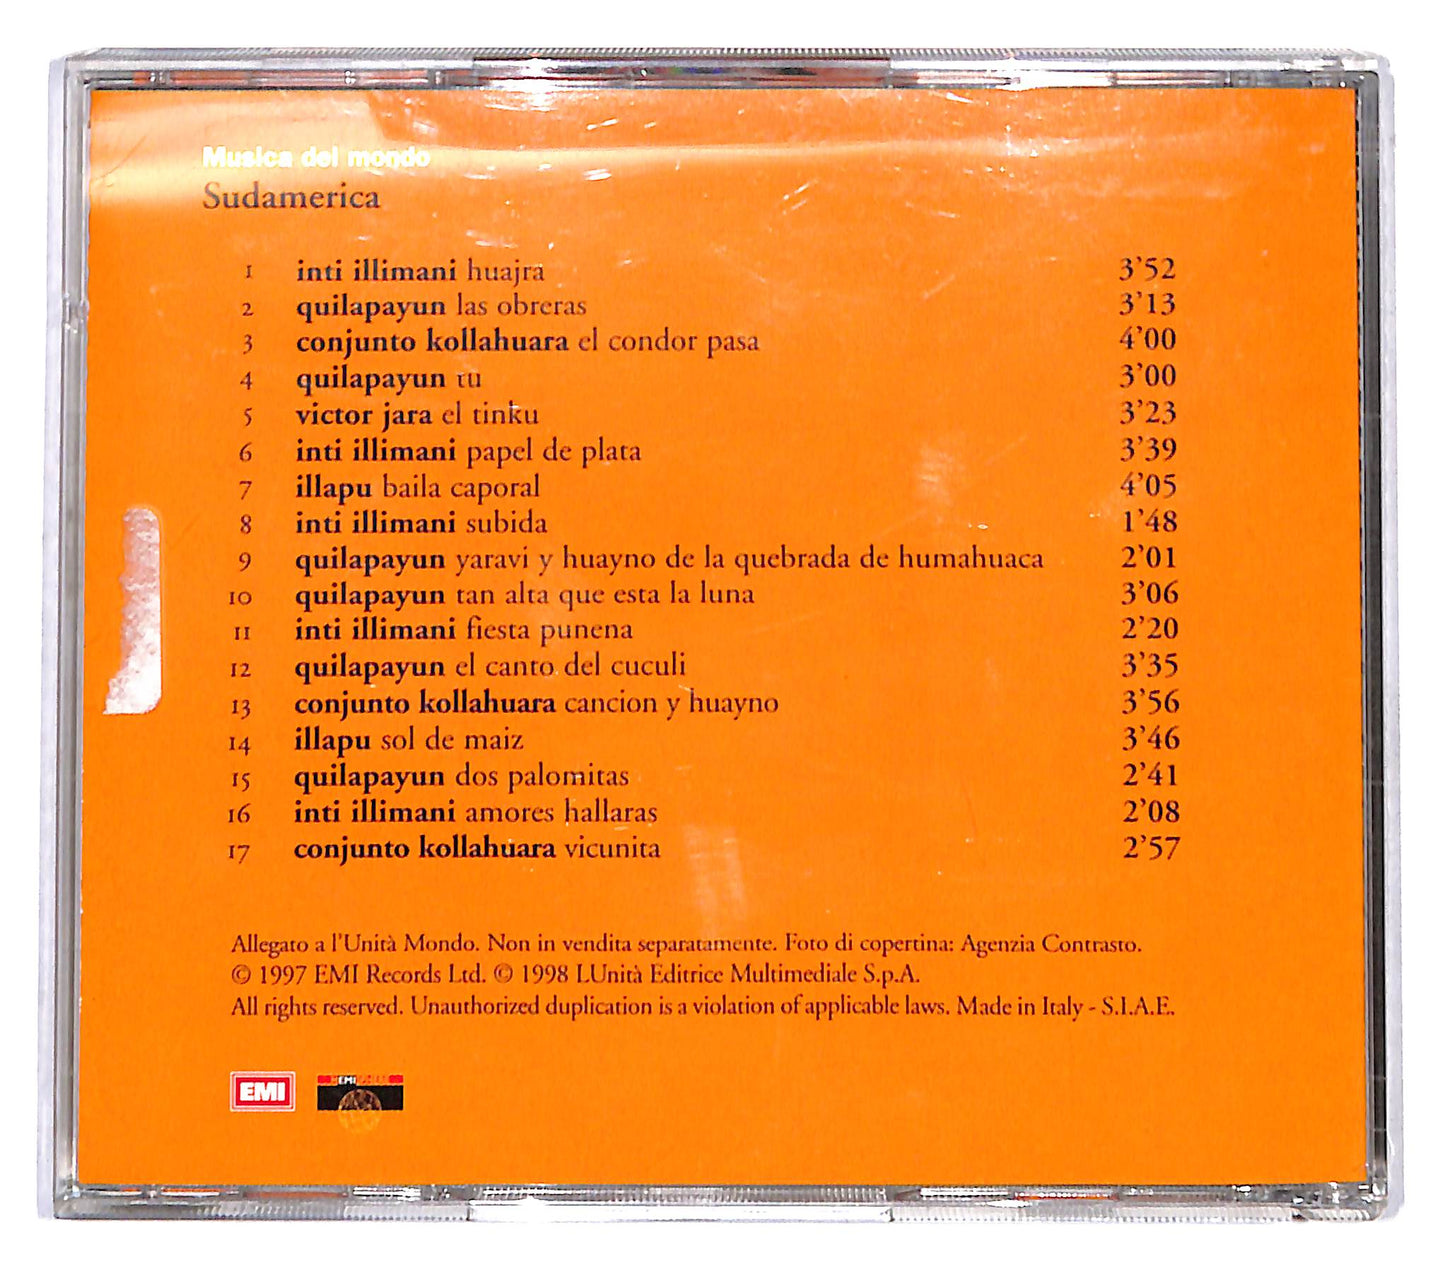 Musica del mondo
Sudamerica
1 inti illimani huajra 3’52
2 quilapayun las obreras 3’13
3 conjunto kollahuara el condor pasa 4’00
4 quilapayun tu 3’00
5 victor jara el tinku 3’23
6 inti illimani papel de plata 3’39
7 illapu baila caporal 4’05
8 inti illimani subida 1’48
9 quilapayun yaravi y huayno de la quebrada de humahuaca 2’01
10 quilapayun tan alta que esta la luna 3’06
11 inti illimani fiesta punena 2’20
12 quilapayun el canto del cuculi 3’35
13 conjunto kollahuara cancion y huayno 3’56
14 illapu sol de maiz 3’46
15 quilapayun dos palomitas 2’41
16 inti illimani amores hallaras 2’08
17 conjunto kollahuara vicunita 2’57
Allegato a l’Unità Mondo. Non in vendita separatamente. Foto di copertina: Agenzia Contrasto.
© 1997 EMI Records Ltd. © 1998 LUnità Editrice Multimediale S.p.A.
All rights reserved. Unauthorized duplication is a violation of applicable laws. Made in Italy - S.I.A.E.
EMI EMI